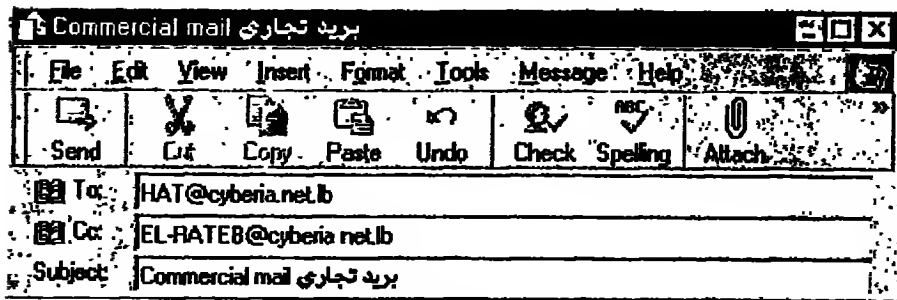 Commercial mail بريد تجاري
File Edit View Insert Format Tools Message Help
Send Cut Copy Paste Undo Check ABC Spelling Attach »
To: HAT@cyberia.net.lb
Cc: EL-RATEB@cyberia net.lb
Subject: Commercial mail بريد تجاري